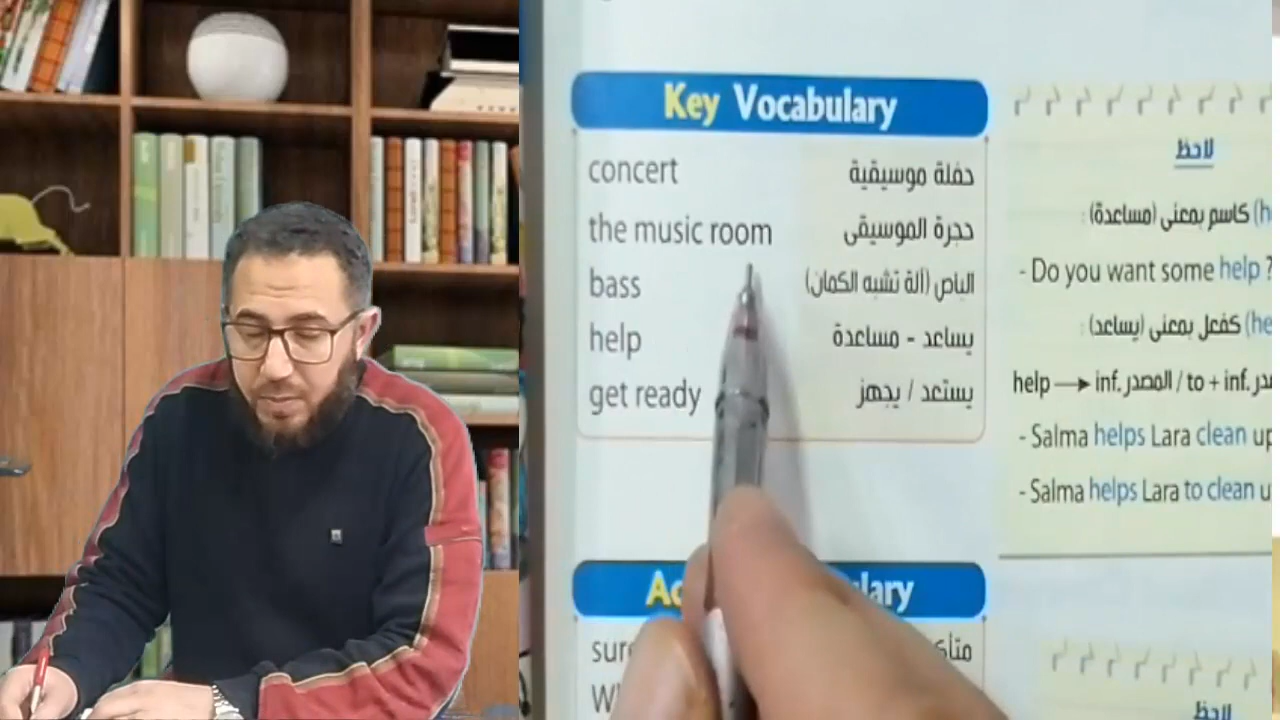 Key Vocabulary
concert حفلة موسيقية
the music room حجرة الموسيقى
bass الباص (آلة تشبه الكمان)
help يساعد - مساعدة
get ready يستعد / يجهز
لاحظ
كاسم بمعنى (مساعدة) :
- Do you want some help ?
كفعل بمعنى (يساعد) :
help → inf. المصدر / to + inf.
- Salma helps Lara clean up
- Salma helps Lara to clean
لاحظ